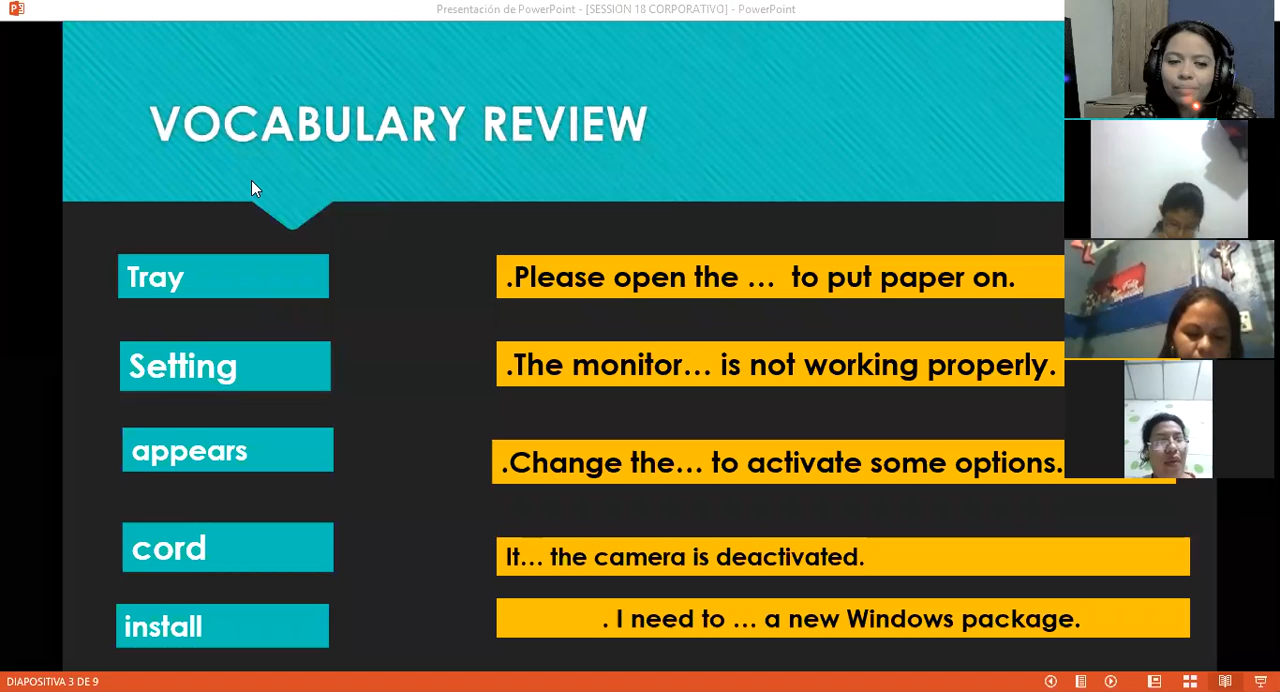 Presentación de PowerPoint - [SESSION 18 CORPORATIVO] - PowerPoint
VOCABULARY REVIEW
Tray
.Please open the … to put paper on.
Setting
.The monitor… is not working properly.
appears
.Change the… to activate some options.
cord
It… the camera is deactivated.
install
. I need to … a new Windows package.
DIAPOSITIVA 3 DE 9